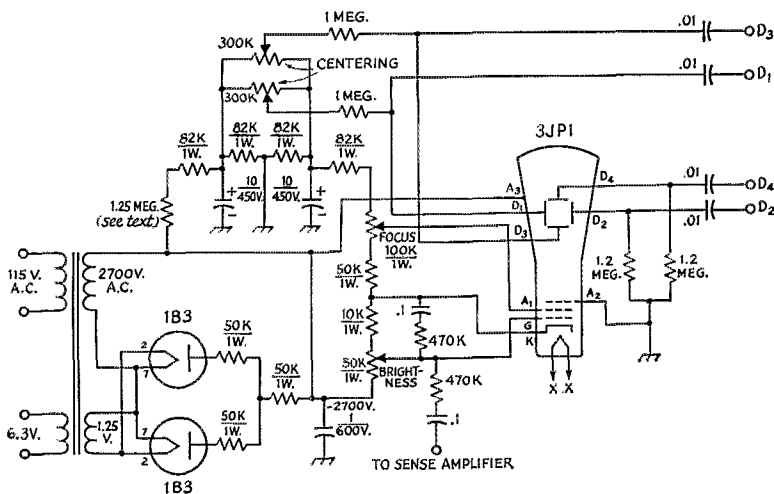 1 MEG.
.01
D3
300K
CENTERING
.01
D1
300K
1 MEG.
3JP1
82K
1W.
82K
1W.
82K
1W.
82K
1W.
+
10
450V.
-
10
450V.
+
-
1.25 MEG.
(see text)
A3
D4
D1
D3
D2
.01
D4
.01
D2
FOCUS
100K
1W.
1.2
MEG.
1.2
MEG.
115 V.
A.C.
2700V.
A.C.
50K
1W.
A1
A2
1B3
2
7
50K
1W.
10K
1W.
.1
470K
G
K
X
X
50K
1W.
50K
1W.
BRIGHT-
NESS
470K
6.3V.
1.25
V.
7
2
50K
1W.
-2700V.
1
600V.
.1
1B3
TO SENSE AMPLIFIER